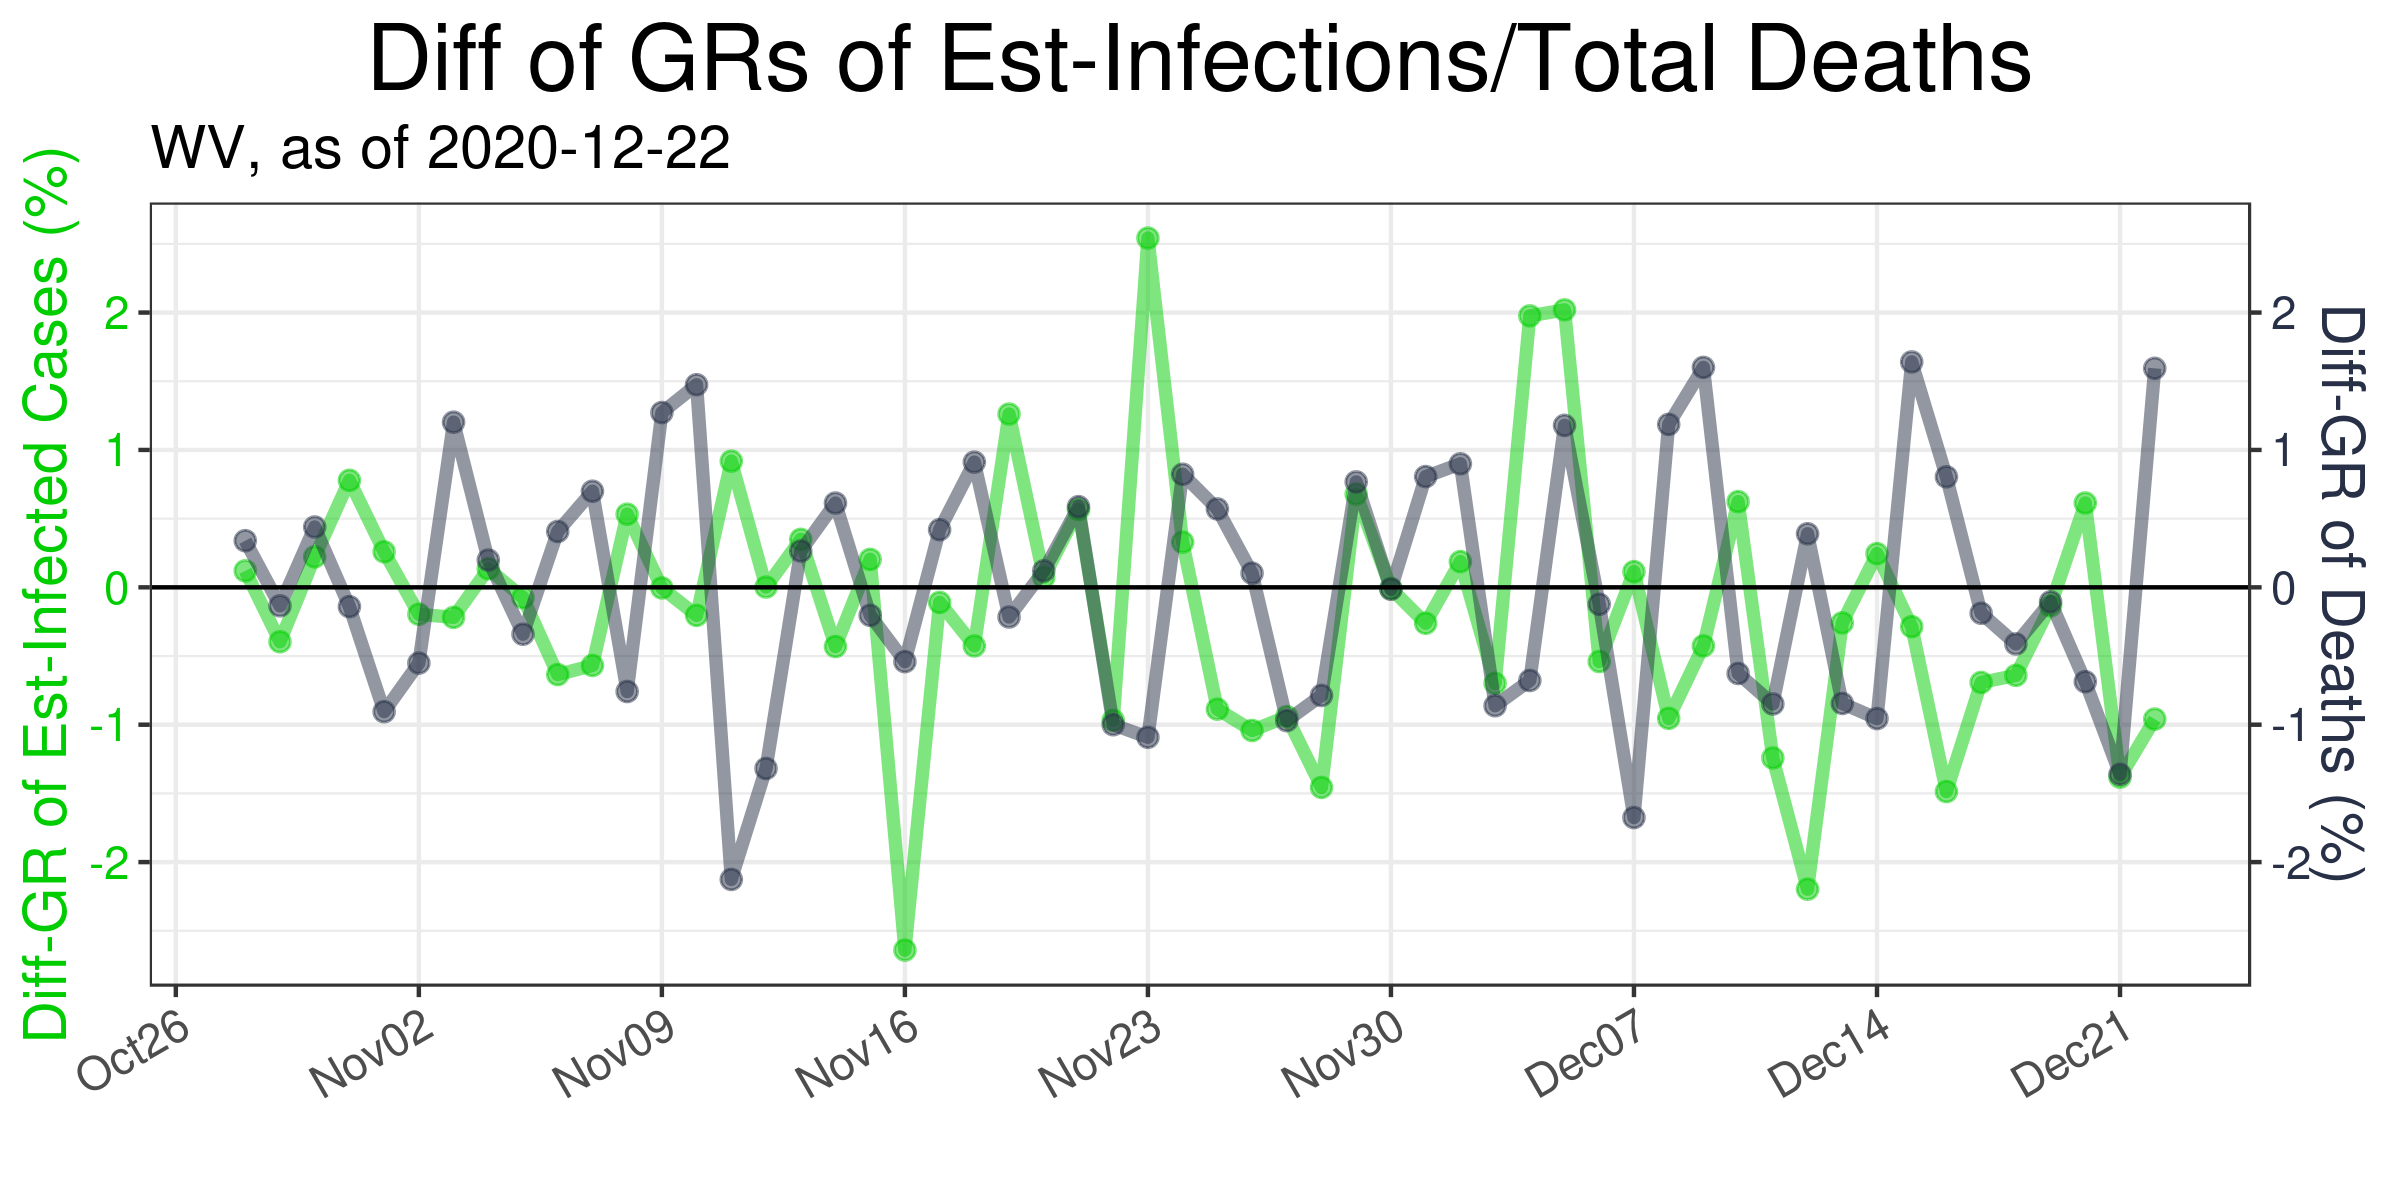 Diff of GRs of Est-Infections/Total Deaths
WV, as of 2020-12-22
Diff-GR of Est-Infected Cases (%)
2
1
0
-1
-2
2
1
0
-1
-2
Diff-GR of Deaths (%)
Oct26
Nov02
Nov09
Nov16
Nov23
Nov30
Dec07
Dec14
Dec21